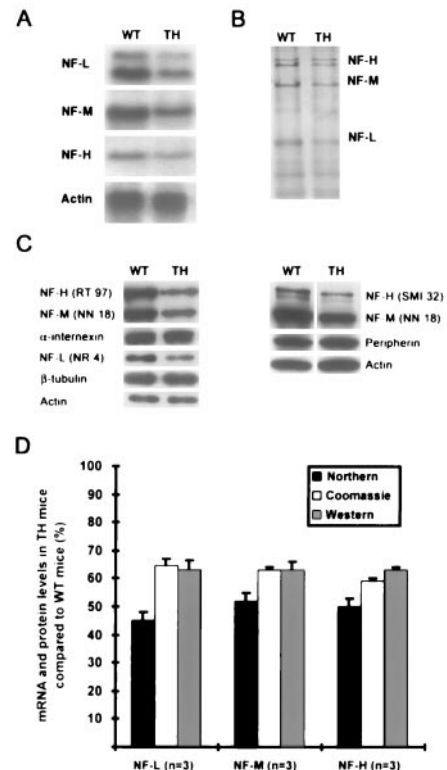 A
WT TH
NF-L
NF-M
NF-H
Actin
B
WT TH
NF-H
NF-M
NF-L
C
WT TH
NF-H (RT 97)
NF-M (NN 18)
α-internexin
NF-L (NR 4)
β-tubulin
Actin
WT TH
NF-H (SMI 32)
NF-M (NN 18)
Peripherin
Actin
D
mRNA and protein levels in TH mice
compared to WT mice (%)
100
90
80
70
60
50
40
30
20
10
Northern
Coomassie
Western
NF-L (n=3) NF-M (n=3) NF-H (n=3)